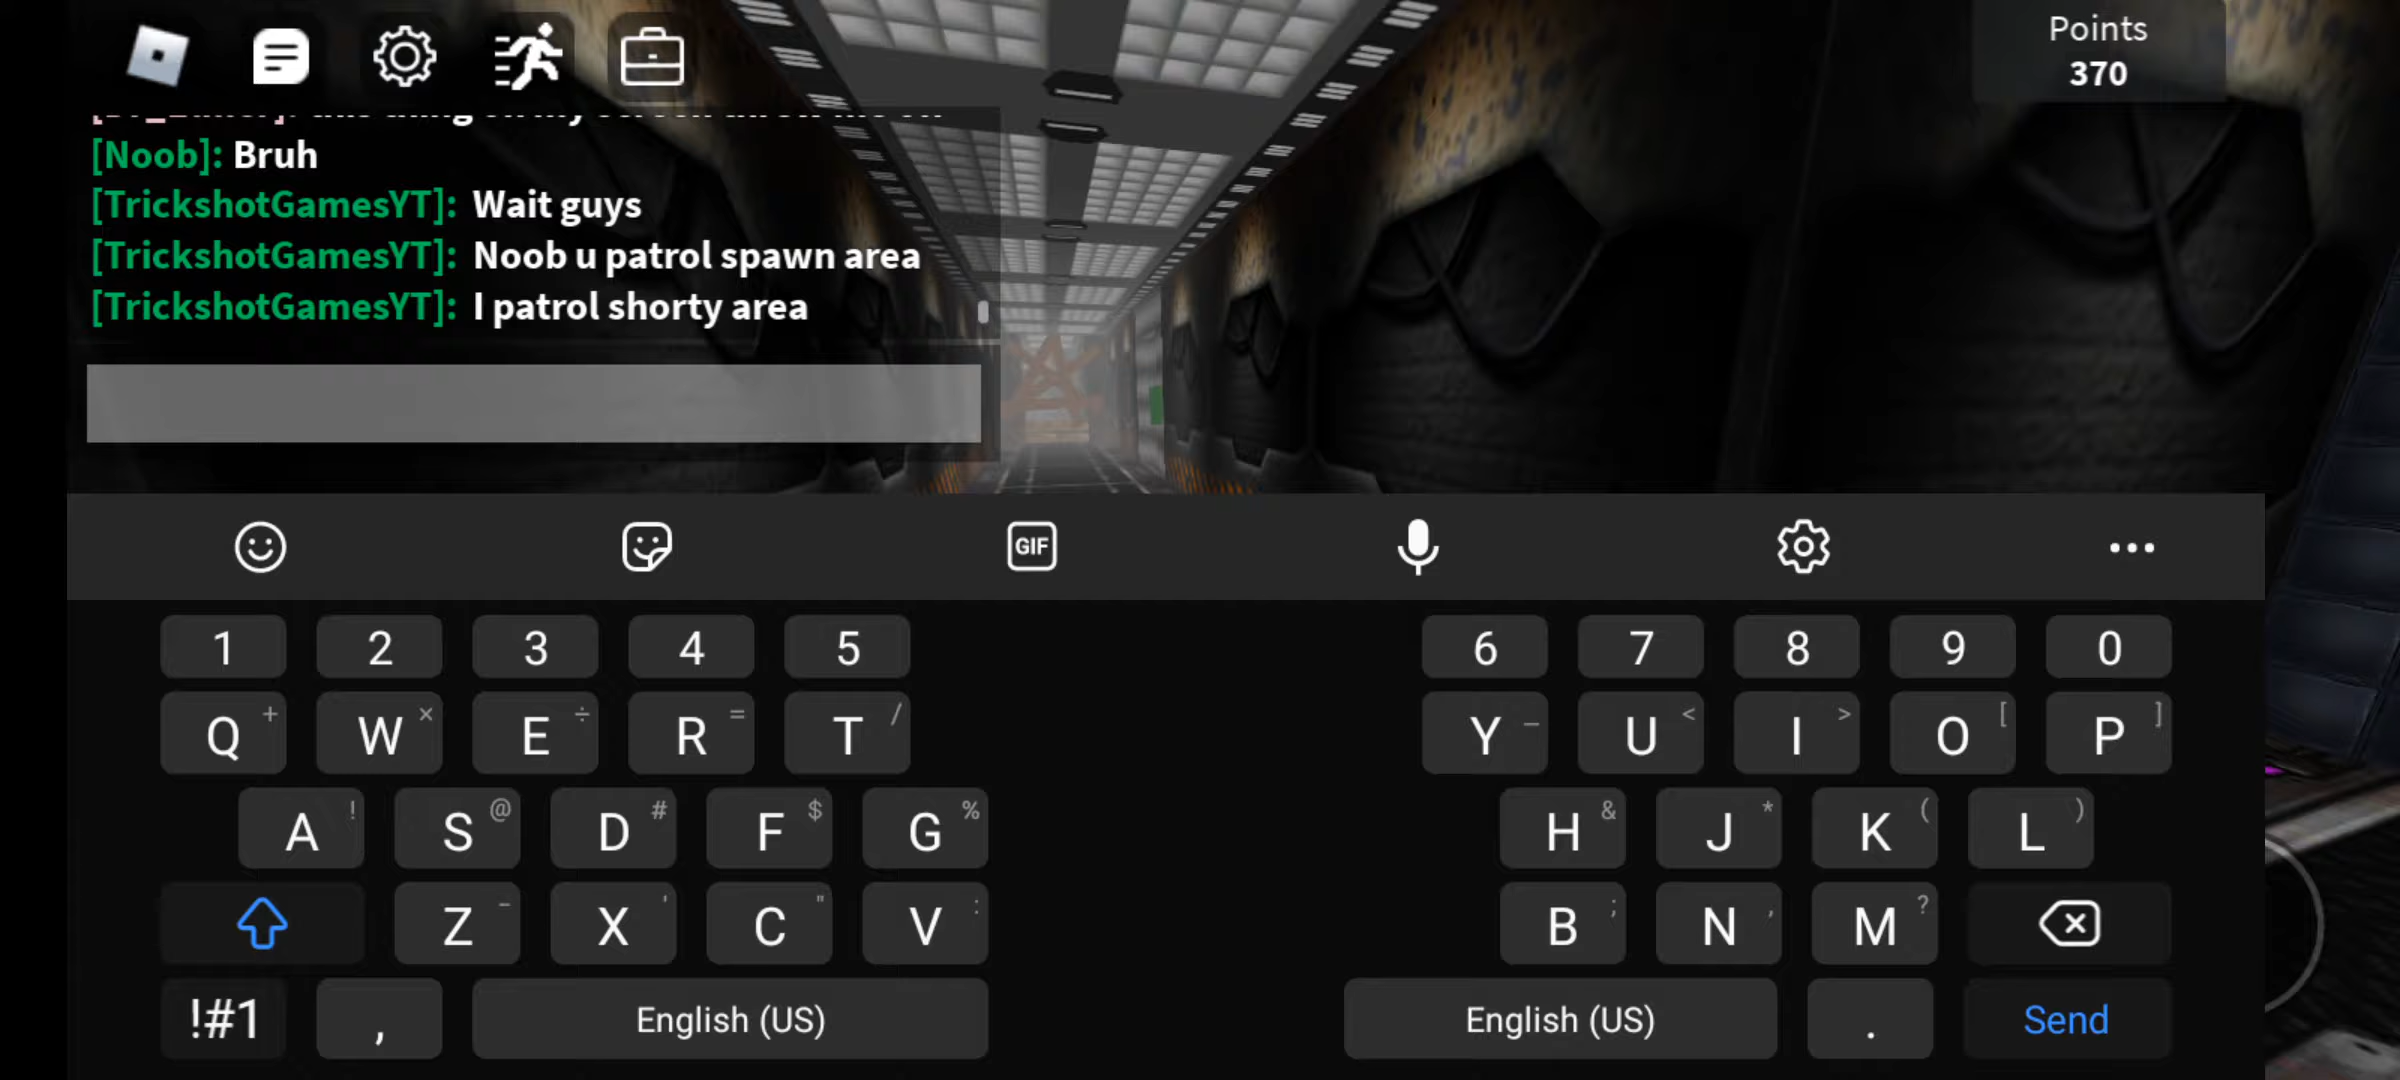 Points
370
[Noob]: Bruh
[TrickshotGamesYT]: Wait guys
[TrickshotGamesYT]: Noob u patrol spawn area
[TrickshotGamesYT]: I patrol shorty area
GIF
1 2 3 4 5 6 7 8 9 0
Q + W × E ÷ R = T / Y _ U < I > O [ P ]
A ! S @ D # F $ G % H & J * K ( L )
Z - X ' C " V : B ; N , M ?
!#1 , English (US) English (US) . Send